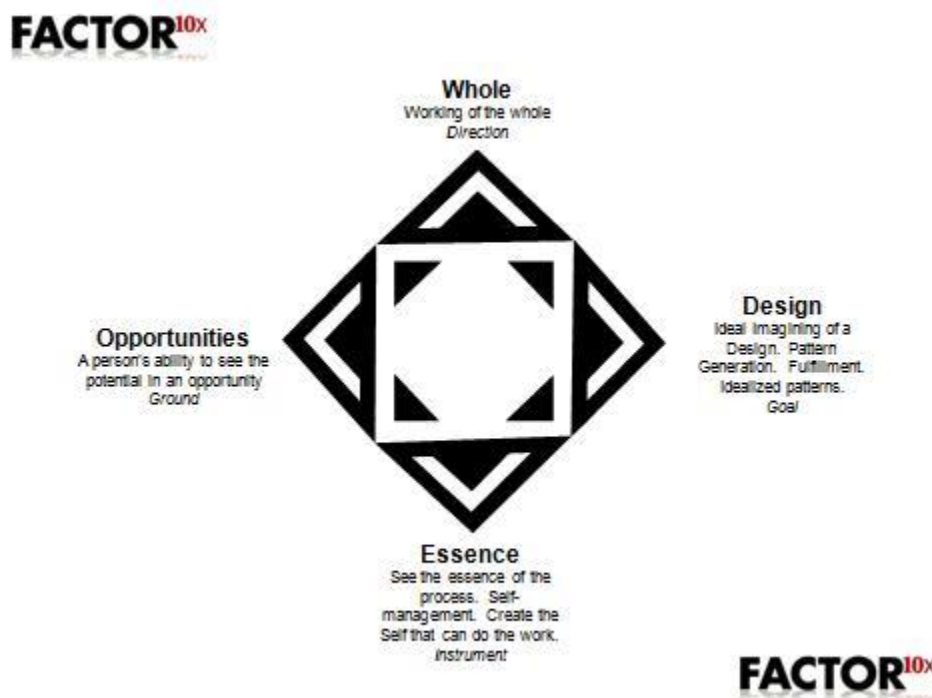 FACTOR10x
Whole
Working of the whole
Direction
Opportunities
A person's ability to see the
potential in an opportunity
Ground
Design
Ideal Imagining of a
Design. Pattern
Generation. Fulfillment.
Idealized patterns.
Goal
Essence
See the essence of the
process. Self-
management. Create the
Self that can do the work.
Instrument
FACTOR10x